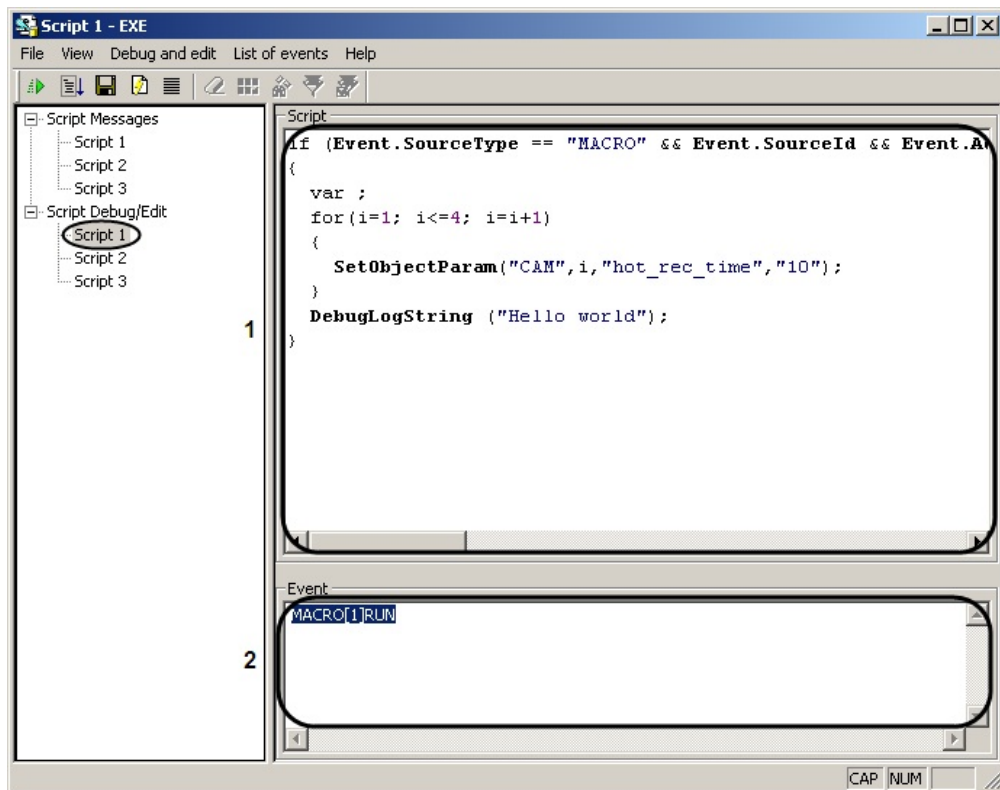 Script 1 - EXE
File View Debug and edit List of events Help
Script Messages
Script 1
Script 2
Script 3
Script Debug/Edit
Script 1
Script 2
Script 3
1
Script
if (Event.SourceType == "MACRO" && Event.SourceId && Event.A
{
var ;
for(i=1; i<=4; i=i+1)
{
SetObjectParam("CAM",i,"hot_rec_time","10");
}
DebugLogString ("Hello world");
}
2
Event
MACRO[1]RUN
CAP NUM